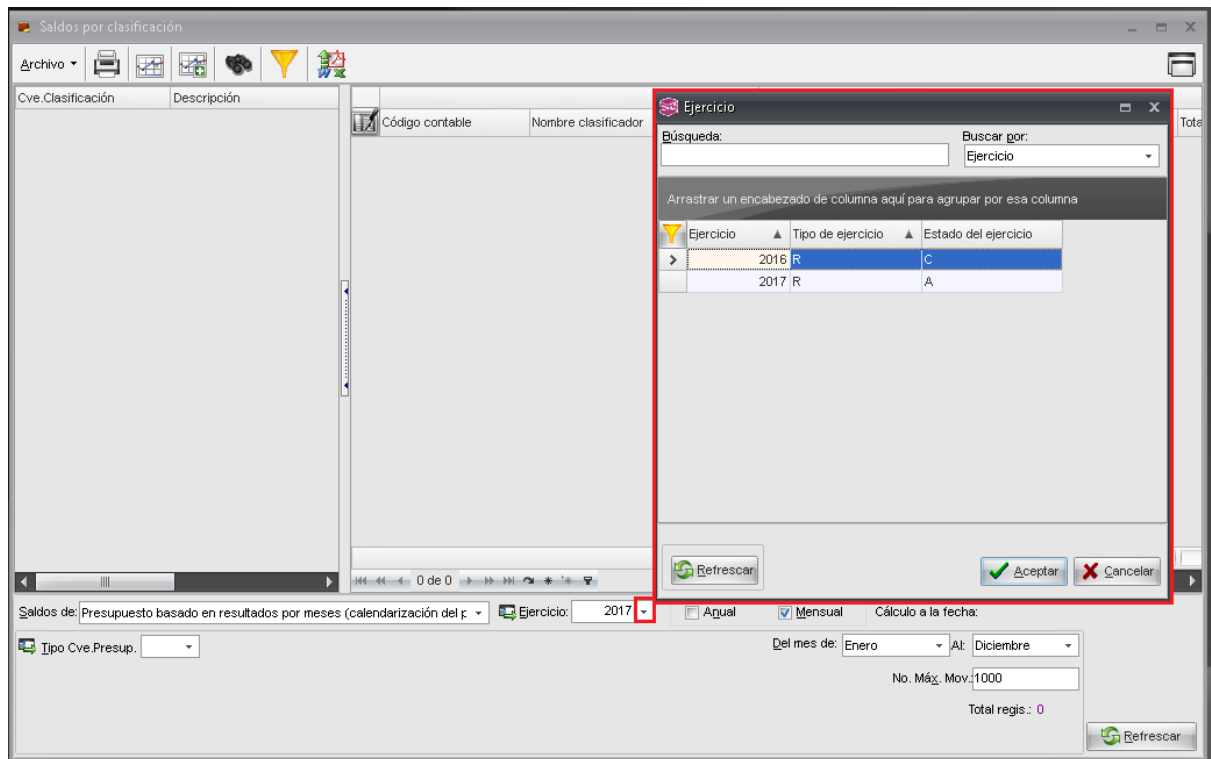 Saldos por clasificación
Archivo
Cve.Clasificación Descripción
Código contable Nombre clasificador
Ejercicio
Búsqueda: Buscar por:
Ejercicio
Arrastrar un encabezado de columna aquí para agrupar por esa columna
Ejercicio Tipo de ejercicio Estado del ejercicio
2016 R C
2017 R A
Refrescar Aceptar Cancelar
0 de 0
Saldos de: Presupuesto basado en resultados por meses (calendarización del Ejercicio: 2017 Anual Mensual Cálculo a la fecha:
Tipo Cve.Presup. Del mes de: Enero Al: Diciembre
No. Máx. Mov.: 1000
Total regis.: 0
Refrescar